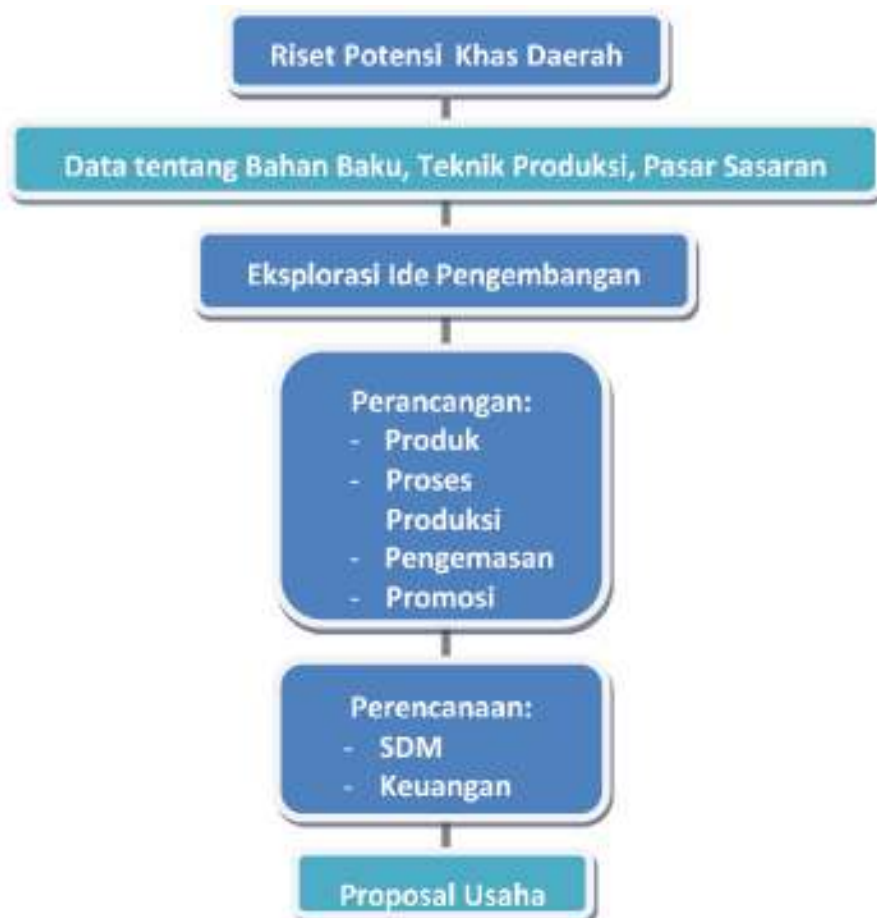 Riset Potensi Khas Daerah
Data tentang Bahan Baku, Teknik Produksi, Pasar Sasaran
Eksplorasi Ide Pengembangan
Perancangan:
- Produk
- Proses
Produksi
- Pengemasan
- Promosi
Perencanaan:
- SDM
- Keuangan
Proposal Usaha